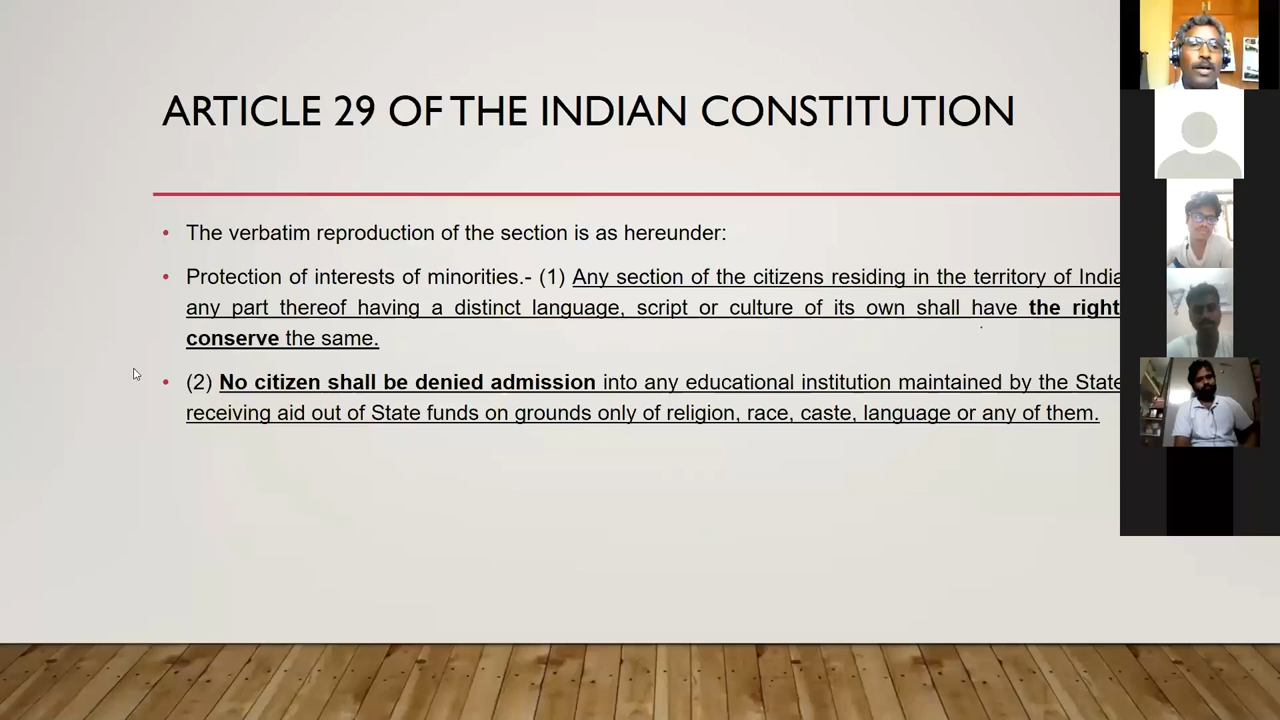 ARTICLE 29 OF THE INDIAN CONSTITUTION
• The verbatim reproduction of the section is as hereunder:
• Protection of interests of minorities.- (1) Any section of the citizens residing in the territory of India
any part thereof having a distinct language, script or culture of its own shall have the right
conserve the same.
• (2) No citizen shall be denied admission into any educational institution maintained by the State
receiving aid out of State funds on grounds only of religion, race, caste, language or any of them.